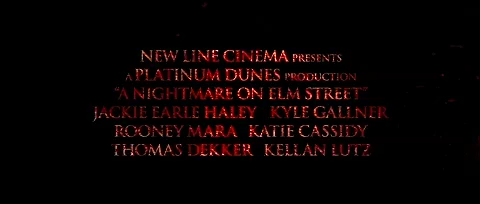 NEW LINE CINEMA PRESENTS
A PLATINUM DUNES PRODUCTION
"A NIGHTMARE ON ELM STREET"
JACKIE EARLE HALEY KYLE GALLNER
ROONEY MARA KATIE CASSIDY
THOMAS DEKKER KELLAN LUTZ